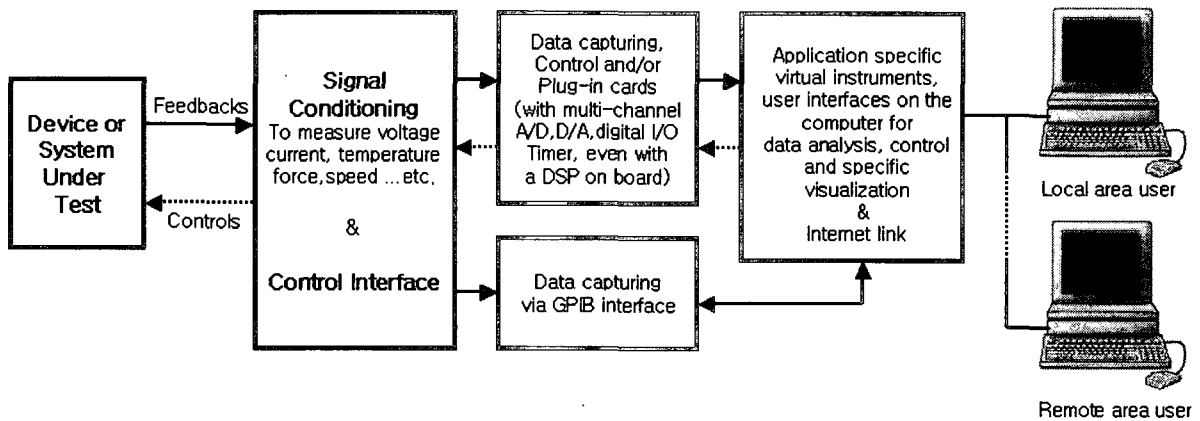 Device or
System
Under
Test
Feedbacks
Controls
Signal
Conditioning
To measure voltage
current, temperature
force,speed ...etc,
&
Control Interface
Data capturing,
Control and/or
Plug-in cards
(with multi-channel
A/D,D/A,digital I/O
Timer, even with
a DSP on board)
Data capturing
via GPIB interface
Application specific
virtual instruments,
user interfaces on the
computer for
data analysis, control
and specific
visualization
&
Internet link
Local area user
Remote area user